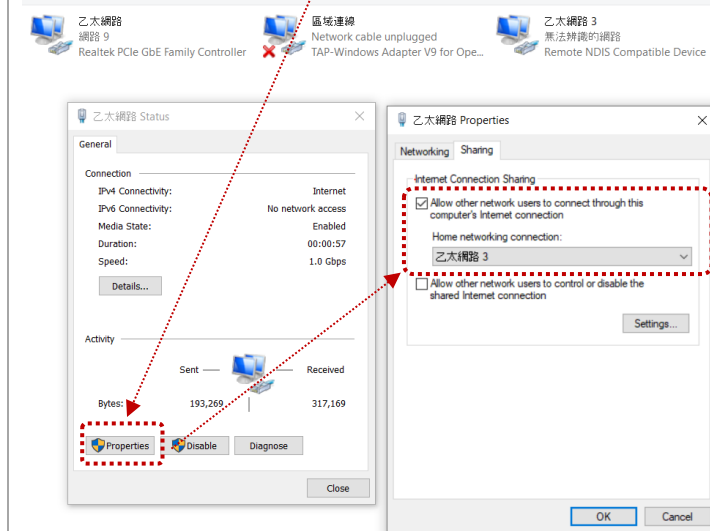 乙太網路
網路 9
Realtek PCIe GbE Family Controller
區域連線
Network cable unplugged
TAP-Windows Adapter V9 for Ope...
乙太網路 3
無法辨識的網路
Remote NDIS Compatible Device
乙太網路 Status
General
Connection
IPv4 Connectivity: Internet
IPv6 Connectivity: No network access
Media State: Enabled
Duration: 00:00:57
Speed: 1.0 Gbps
Details...
Activity
Sent Received
Bytes: 193,269 317,169
Properties Disable Diagnose
Close
乙太網路 Properties
Networking Sharing
Internet Connection Sharing
Allow other network users to connect through this
computer's Internet connection
Home networking connection:
乙太網路 3
Allow other network users to control or disable the
shared Internet connection
Settings...
OK Cancel